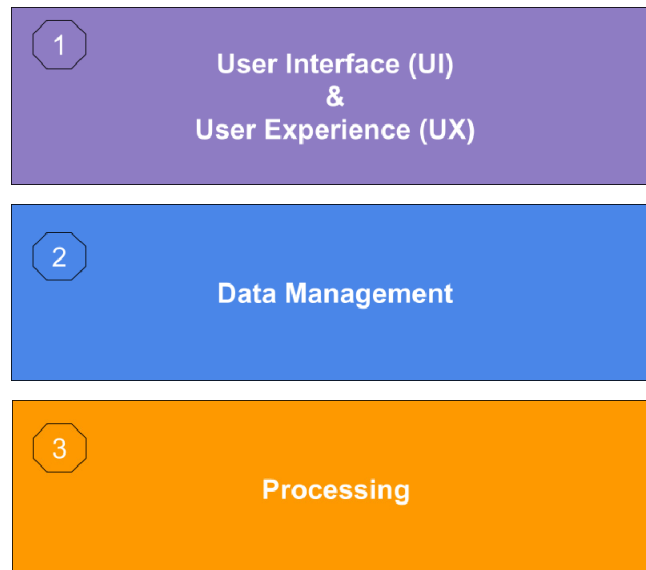 1
User Interface (UI)
&
User Experience (UX)
2
Data Management
3
Processing